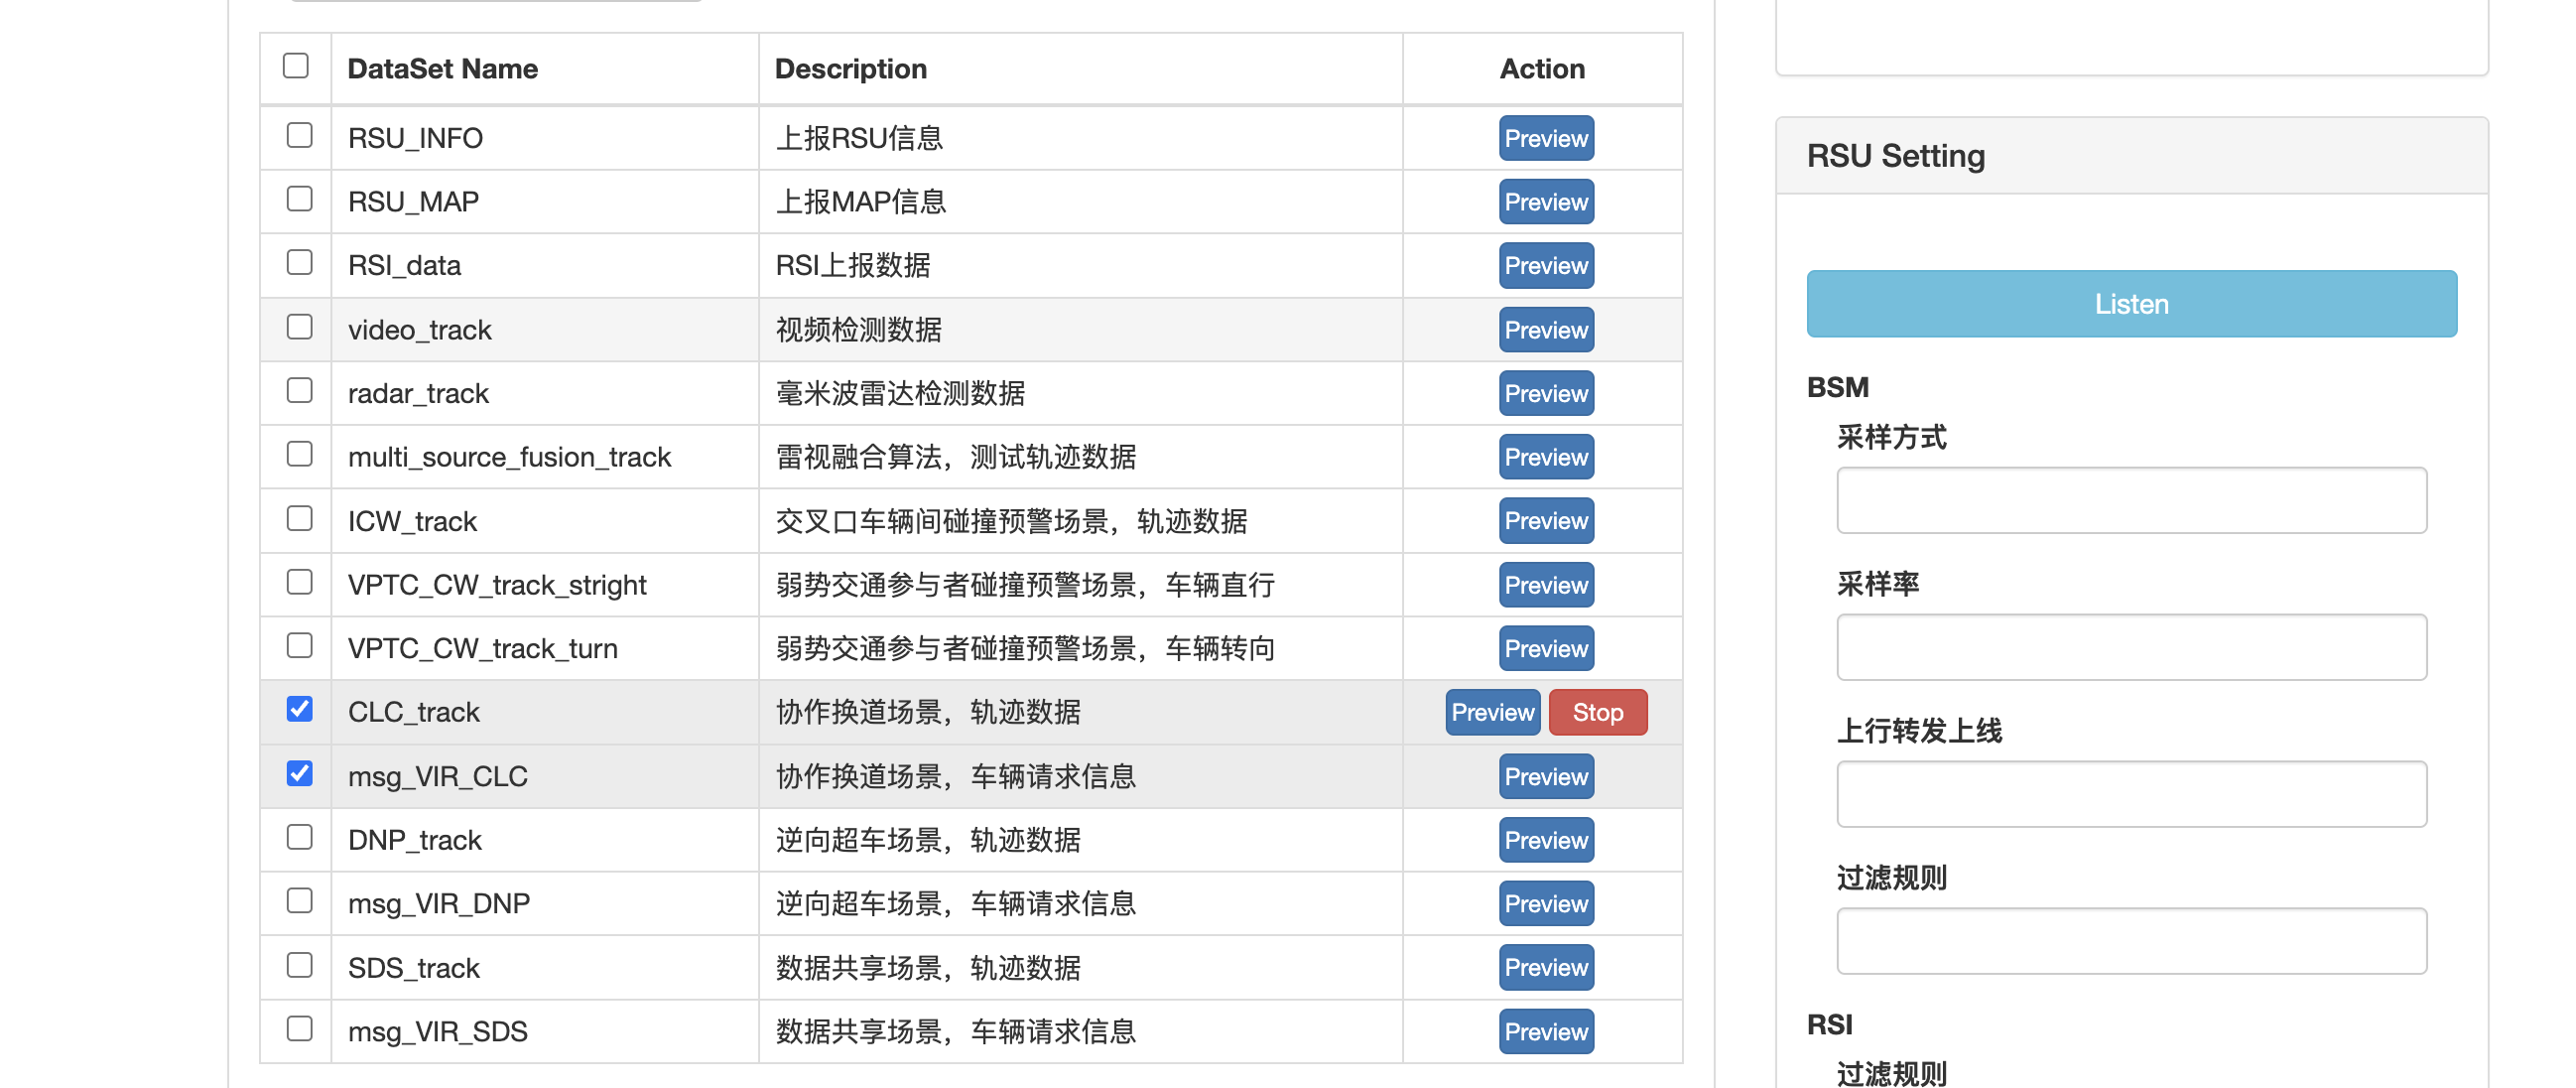 DataSet Name Description Action
RSU_INFO 上报RSU信息 Preview
RSU_MAP 上报MAP信息 Preview
RSI_data RSI上报数据 Preview
video_track 视频检测数据 Preview
radar_track 毫米波雷达检测数据 Preview
multi_source_fusion_track 雷视融合算法，测试轨迹数据 Preview
ICW_track 交叉口车辆间碰撞预警场景，轨迹数据 Preview
VPTC_CW_track_stright 弱势交通参与者碰撞预警场景，车辆直行 Preview
VPTC_CW_track_turn 弱势交通参与者碰撞预警场景，车辆转向 Preview
CLC_track 协作换道场景，轨迹数据 Preview Stop
msg_VIR_CLC 协作换道场景，车辆请求信息 Preview
DNP_track 逆向超车场景，轨迹数据 Preview
msg_VIR_DNP 逆向超车场景，车辆请求信息 Preview
SDS_track 数据共享场景，轨迹数据 Preview
msg_VIR_SDS 数据共享场景，车辆请求信息 Preview
RSU Setting
Listen
BSM
采样方式
采样率
上行转发上线
过滤规则
RSI
过滤规则